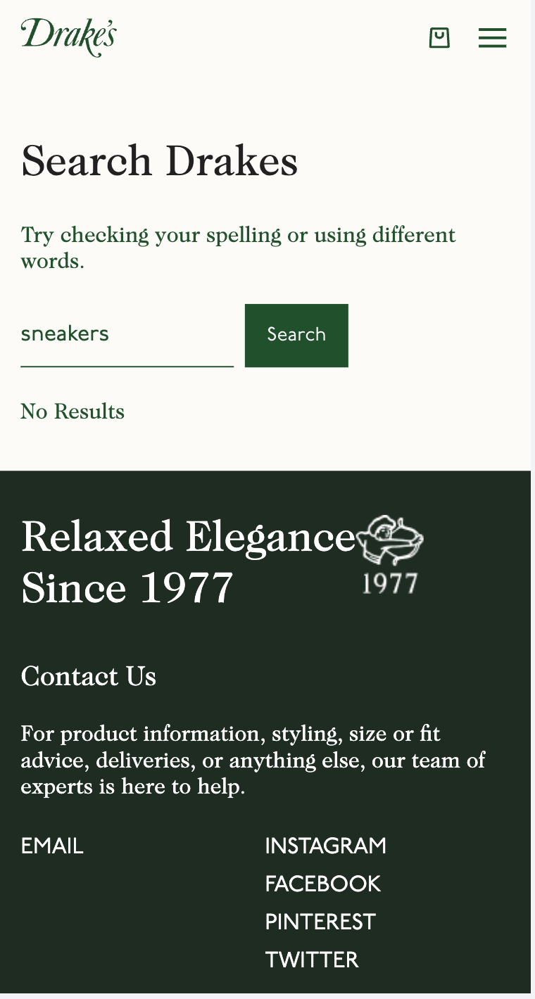 Drake's
Search Drakes
Try checking your spelling or using different
words.
sneakers
Search
No Results
Relaxed Elegance
Since 1977
1977
Contact Us
For product information, styling, size or fit
advice, deliveries, or anything else, our team of
experts is here to help.
EMAIL
INSTAGRAM
FACEBOOK
PINTEREST
TWITTER